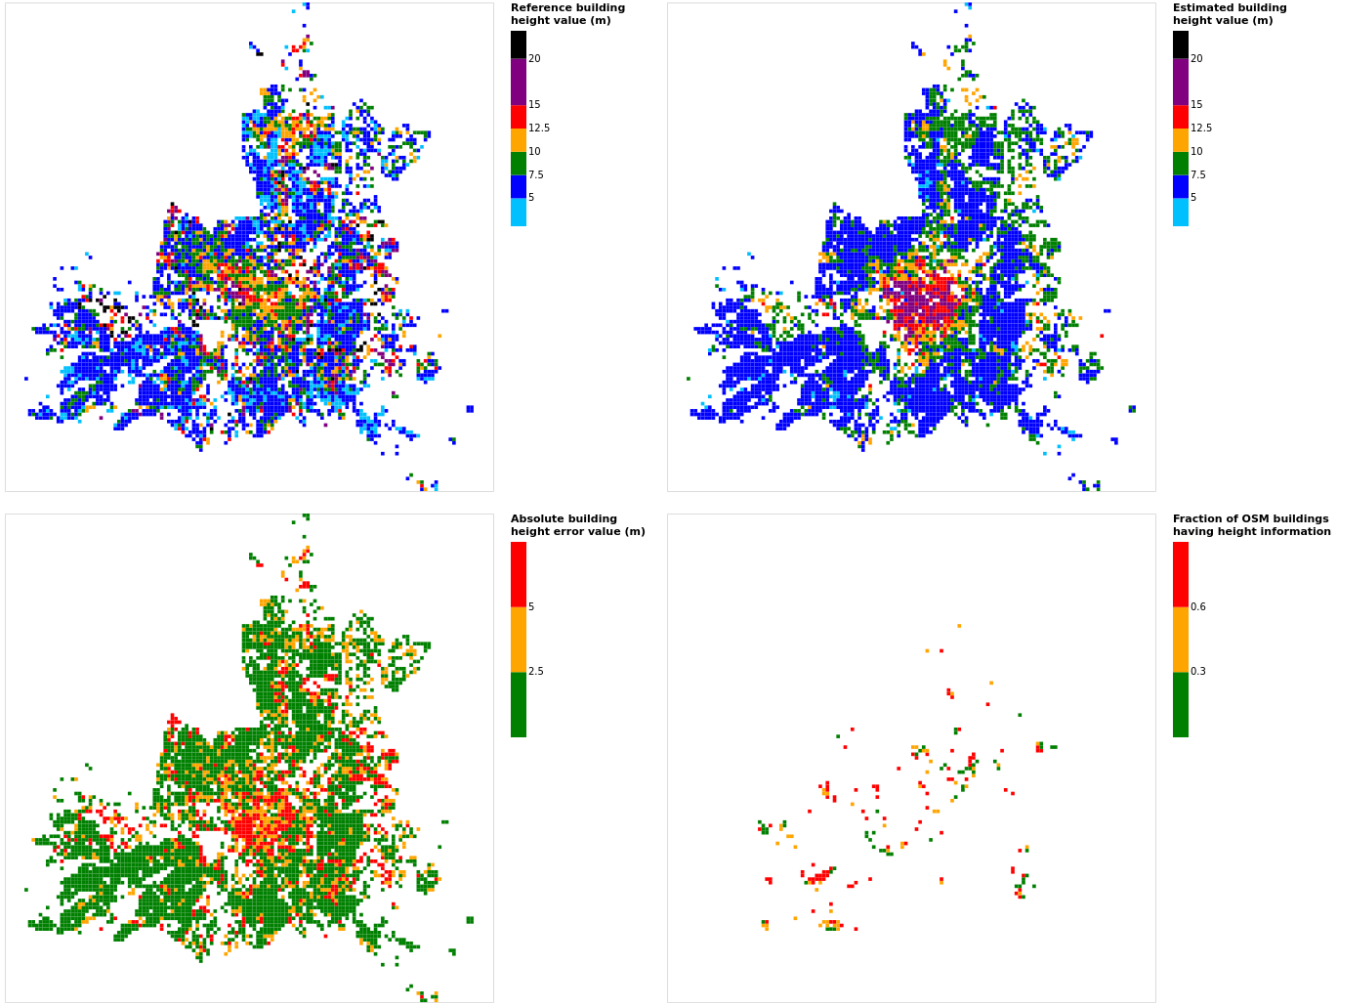 Reference building
height value (m)
20
15
12.5
10
7.5
5
Estimated building
height value (m)
20
15
12.5
10
7.5
5
Absolute building
height error value (m)
5
2.5
Fraction of OSM buildings
having height information
0.6
0.3